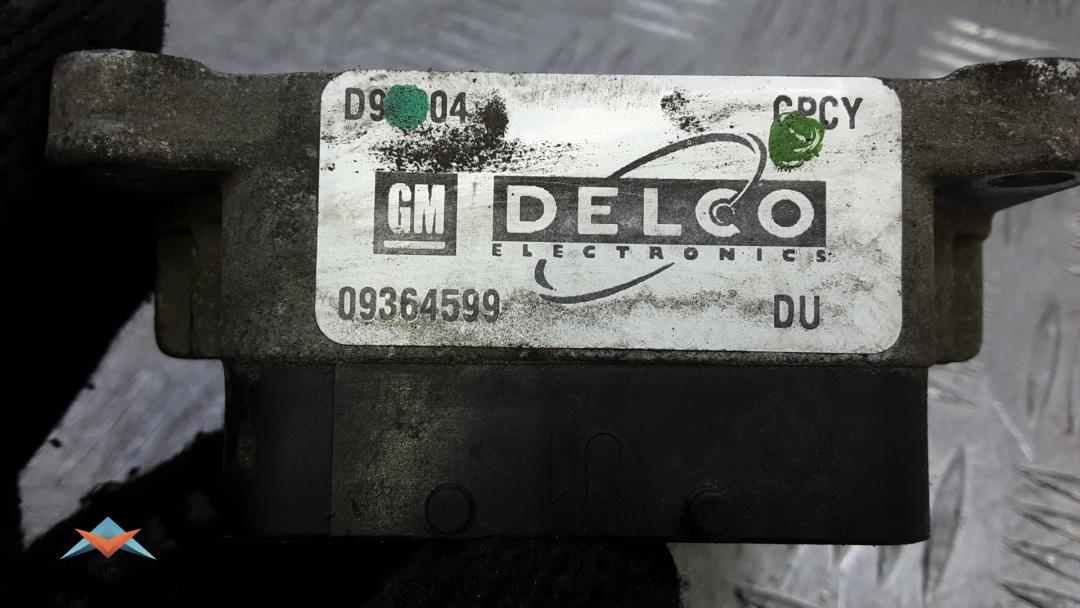 GM DELCO
ELECTRONICS
09364599 DU